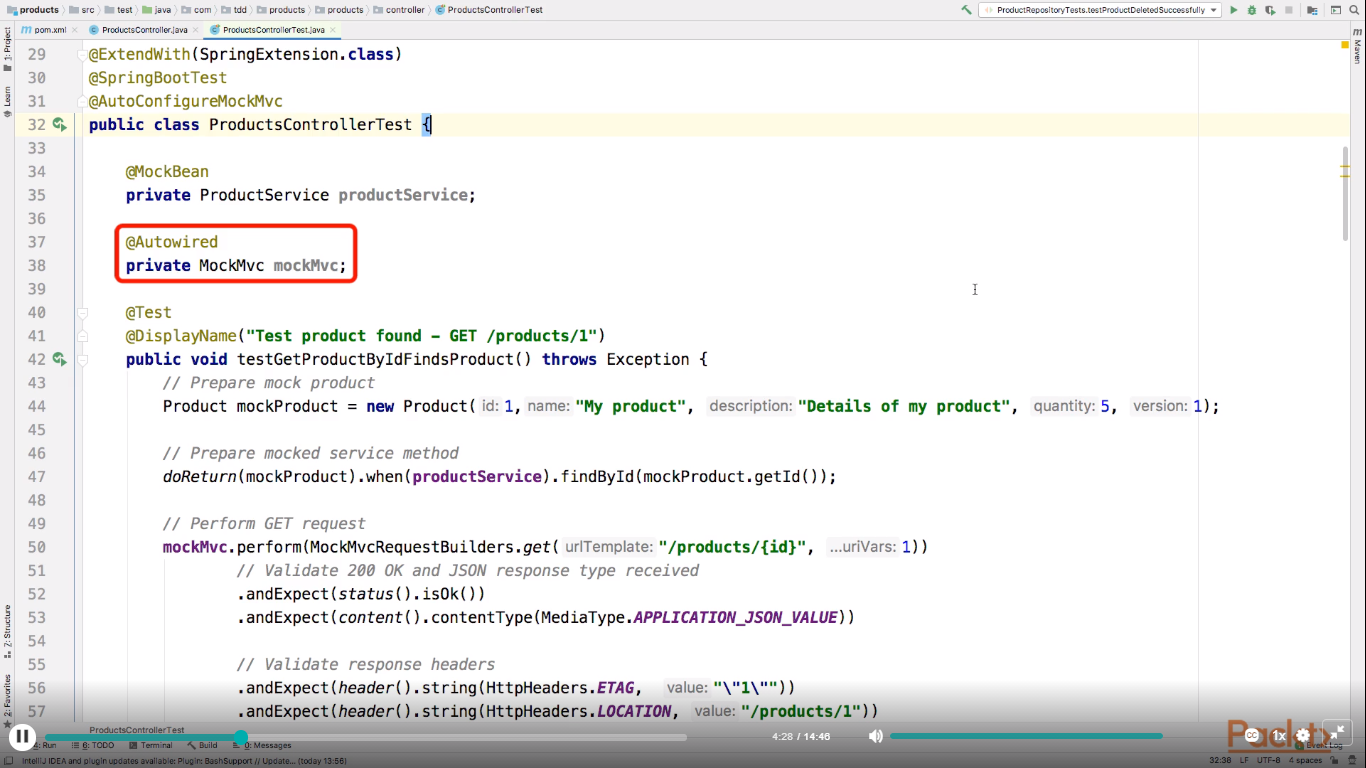 products src test java com tdd products products controller ProductsControllerTest
ProductRepositoryTests.testProductDeletedSuccessfully
pom.xml ProductsController.java ProductsControllerTest.java
1: Project
Learn
Z: Structure
2: Favorites
Maven
29 @ExtendWith(SpringExtension.class)
30 @SpringBootTest
31 @AutoConfigureMockMvc
32 public class ProductsControllerTest {
33
34 @MockBean
35 private ProductService productService;
36
37 @Autowired
38 private MockMvc mockMvc;
39
40 @Test
41 @DisplayName("Test product found - GET /products/1")
42 public void testGetProductByIdFindsProduct() throws Exception {
43 // Prepare mock product
44 Product mockProduct = new Product( id: 1, name: "My product", description: "Details of my product", quantity: 5, version: 1);
45
46 // Prepare mocked service method
47 doReturn(mockProduct).when(productService).findById(mockProduct.getId());
48
49 // Perform GET request
50 mockMvc.perform(MockMvcRequestBuilders.get( urlTemplate: "/products/{id}", ...uriVars: 1))
51 // Validate 200 OK and JSON response type received
52 .andExpect(status().isOk())
53 .andExpect(content().contentType(MediaType.APPLICATION_JSON_VALUE))
54
55 // Validate response headers
56 .andExpect(header().string(HttpHeaders.ETAG, value: "\"1\""))
57 .andExpect(header().string(HttpHeaders.LOCATION, value: "/products/1"))
ProductsControllerTest
4:28 / 14:46
CC 1x
Packt
Run 6: TODO Terminal Build 0: Messages Event Log
IntelliJ IDEA and plugin updates available: Plugin: BashSupport // Update... (today 13:56) 32:38 LF UTF-8 4 spaces